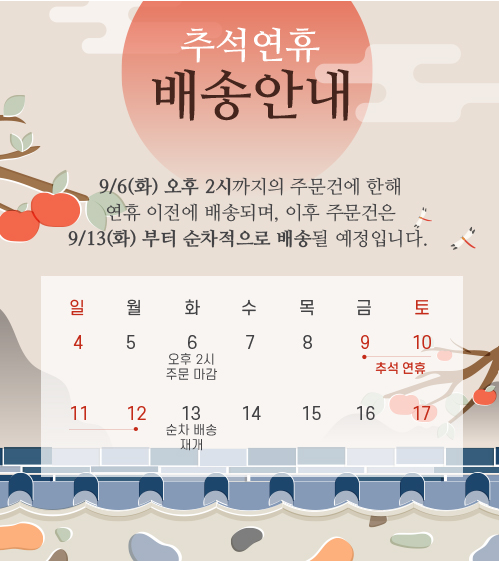 추석연휴
배송안내
9/6(화) 오후 2시까지의 주문건에 한해
연휴 이전에 배송되며, 이후 주문건은
9/13(화) 부터 순차적으로 배송될 예정입니다.
일 월 화 수 목 금 토
4 5 6 7 8 9 10
오후 2시
주문 마감
추석 연휴
11 12 13 14 15 16 17
순차 배송
재개